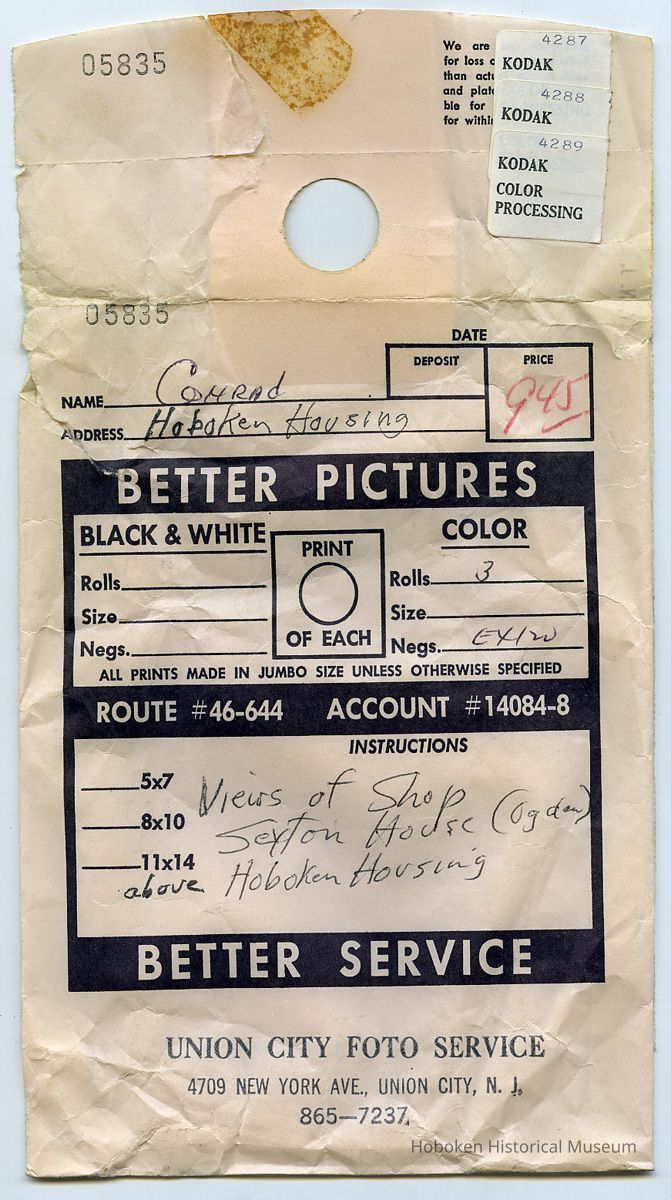 05835
We are
for loss
than actu
and plate
ble for
for withi
4287
KODAK
4288
KODAK
4289
KODAK
COLOR
PROCESSING
05835
DATE
DEPOSIT
PRICE
945
NAME Conrad
ADDRESS Hoboken Housing
BETTER PICTURES
BLACK & WHITE
Rolls
Size
Negs.
PRINT
OF EACH
COLOR
Rolls 3
Size
Negs. EX120
ALL PRINTS MADE IN JUMBO SIZE UNLESS OTHERWISE SPECIFIED
ROUTE #46-644 ACCOUNT #14084-8
INSTRUCTIONS
5x7
8x10
11x14
Views of Shop
Sexton House (Ogden)
above Hoboken Housing
BETTER SERVICE
UNION CITY FOTO SERVICE
4709 NEW YORK AVE., UNION CITY, N. J.
865-7237
Hoboken Historical Museum